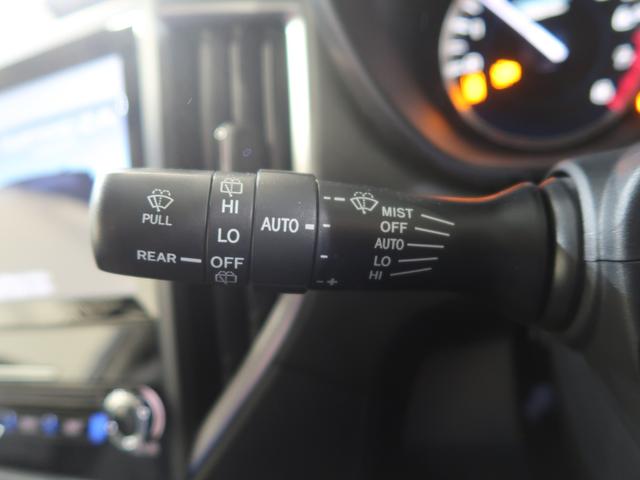 PULL
REAR
HI
LO
OFF
AUTO
- +
MIST
OFF
AUTO
LO
HI